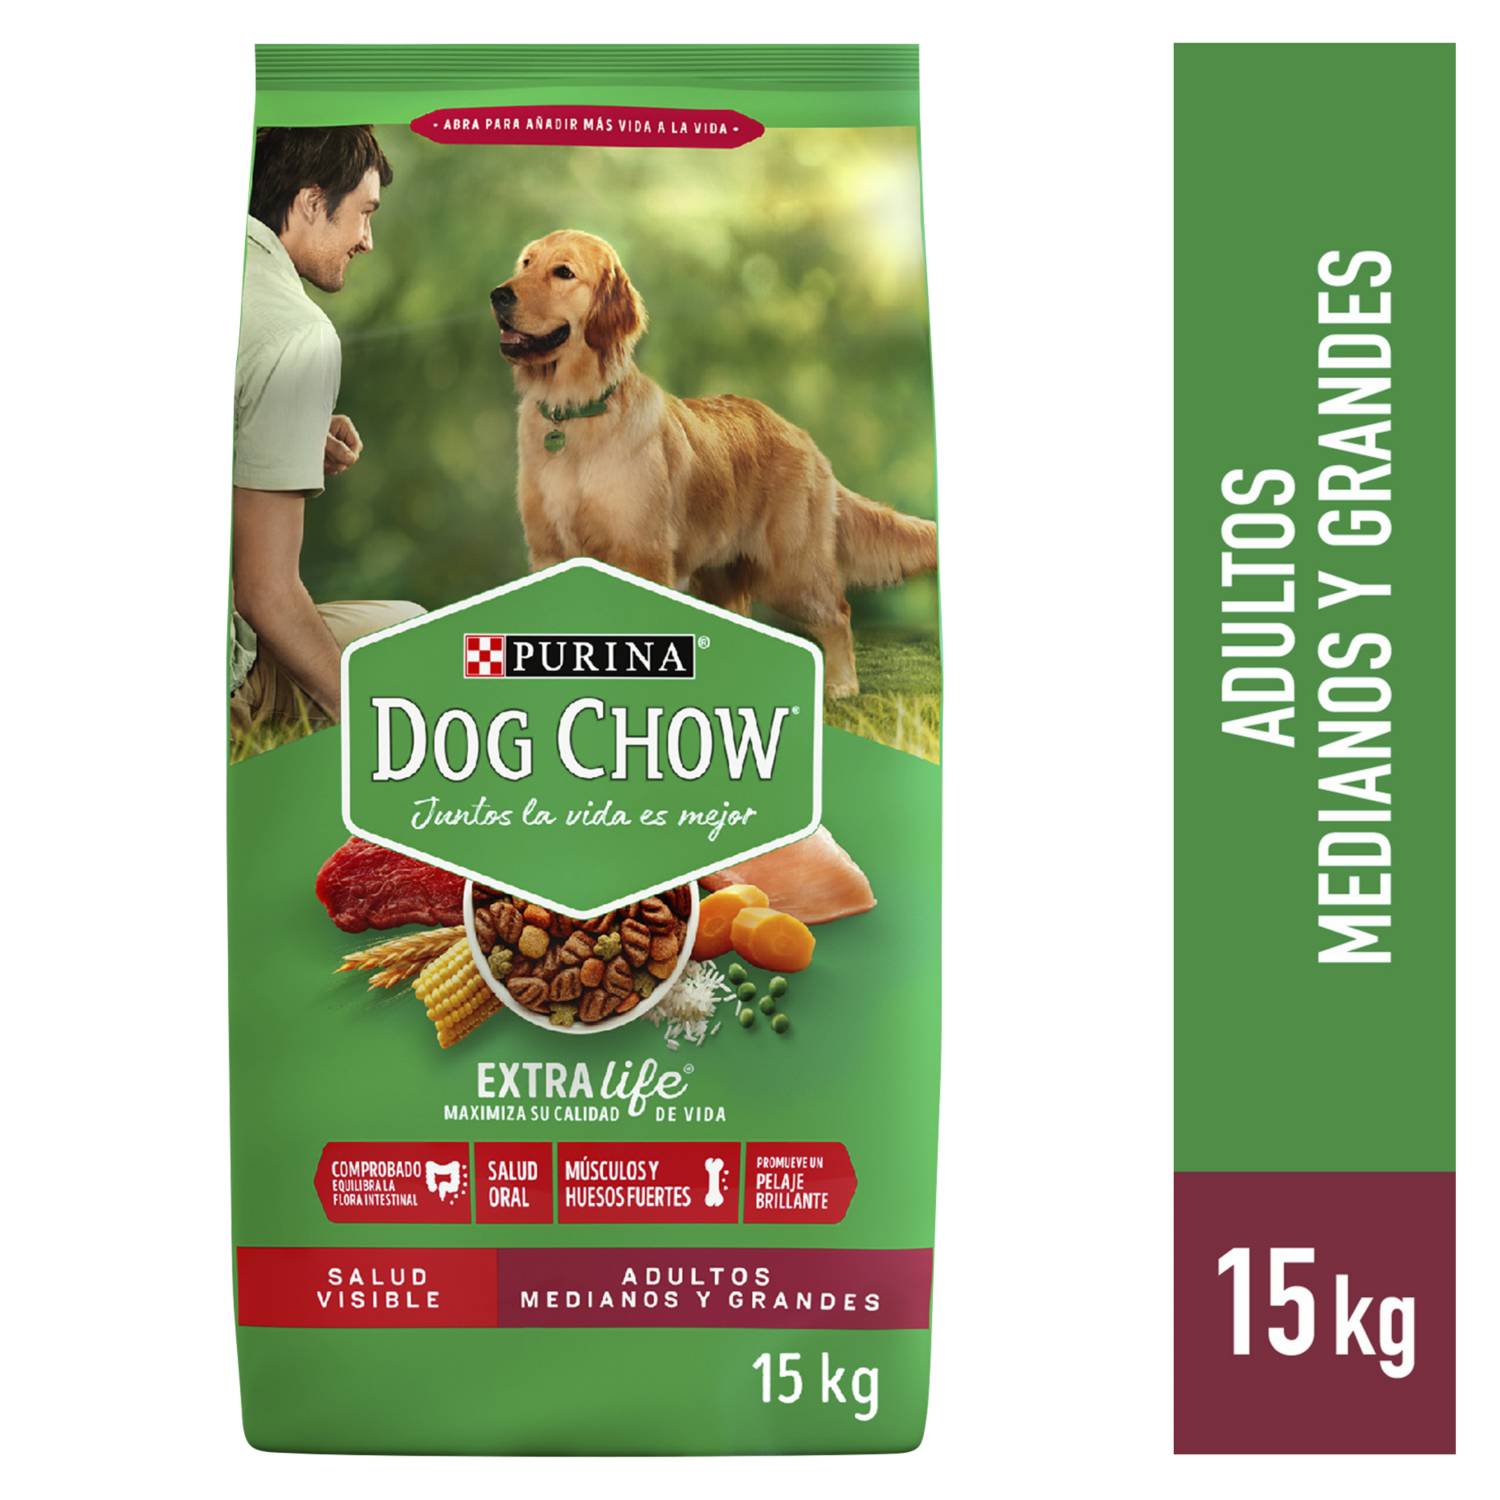 - ABRA PARA AÑADIR MÁS VIDA A LA VIDA -
PURINA®
DOG CHOW®
Juntos la vida es mejor
EXTRA life®
MAXIMIZA SU CALIDAD DE VIDA
COMPROBADO
EQUILIBRA LA
FLORA INTESTINAL
SALUD
ORAL
MÚSCULOS Y
HUESOS FUERTES
PROMUEVE UN
PELAJE
BRILLANTE
SALUD
VISIBLE
ADULTOS
MEDIANOS Y GRANDES
15 kg
ADULTOS
MEDIANOS Y GRANDES
15 kg